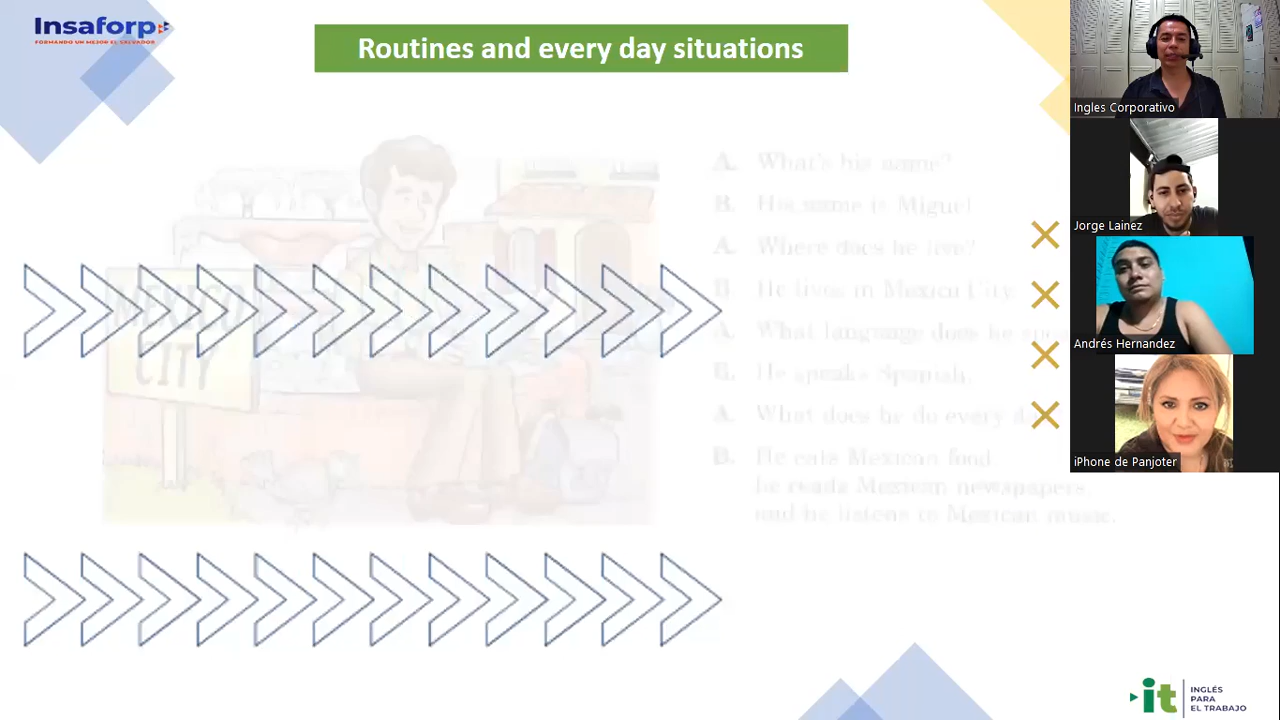 Insaforp
FORMANDO UN MEJOR EL SALVADOR
Routines and every day situations
MEXICO
CITY
A. What's his name?
B. His name is Miguel
A. Where does he live?
B. He lives in Mexico City.
A. What language does he
B. He speaks Spanish.
A. What does he do every
B. He eats Mexican food,
he reads Mexican newspapers,
and he listens to Mexican music.
Ingles Corporativo
Jorge Lainez
Andrés Hernandez
iPhone de Panjoter
it
INGLÉS
PARA
EL TRABAJO